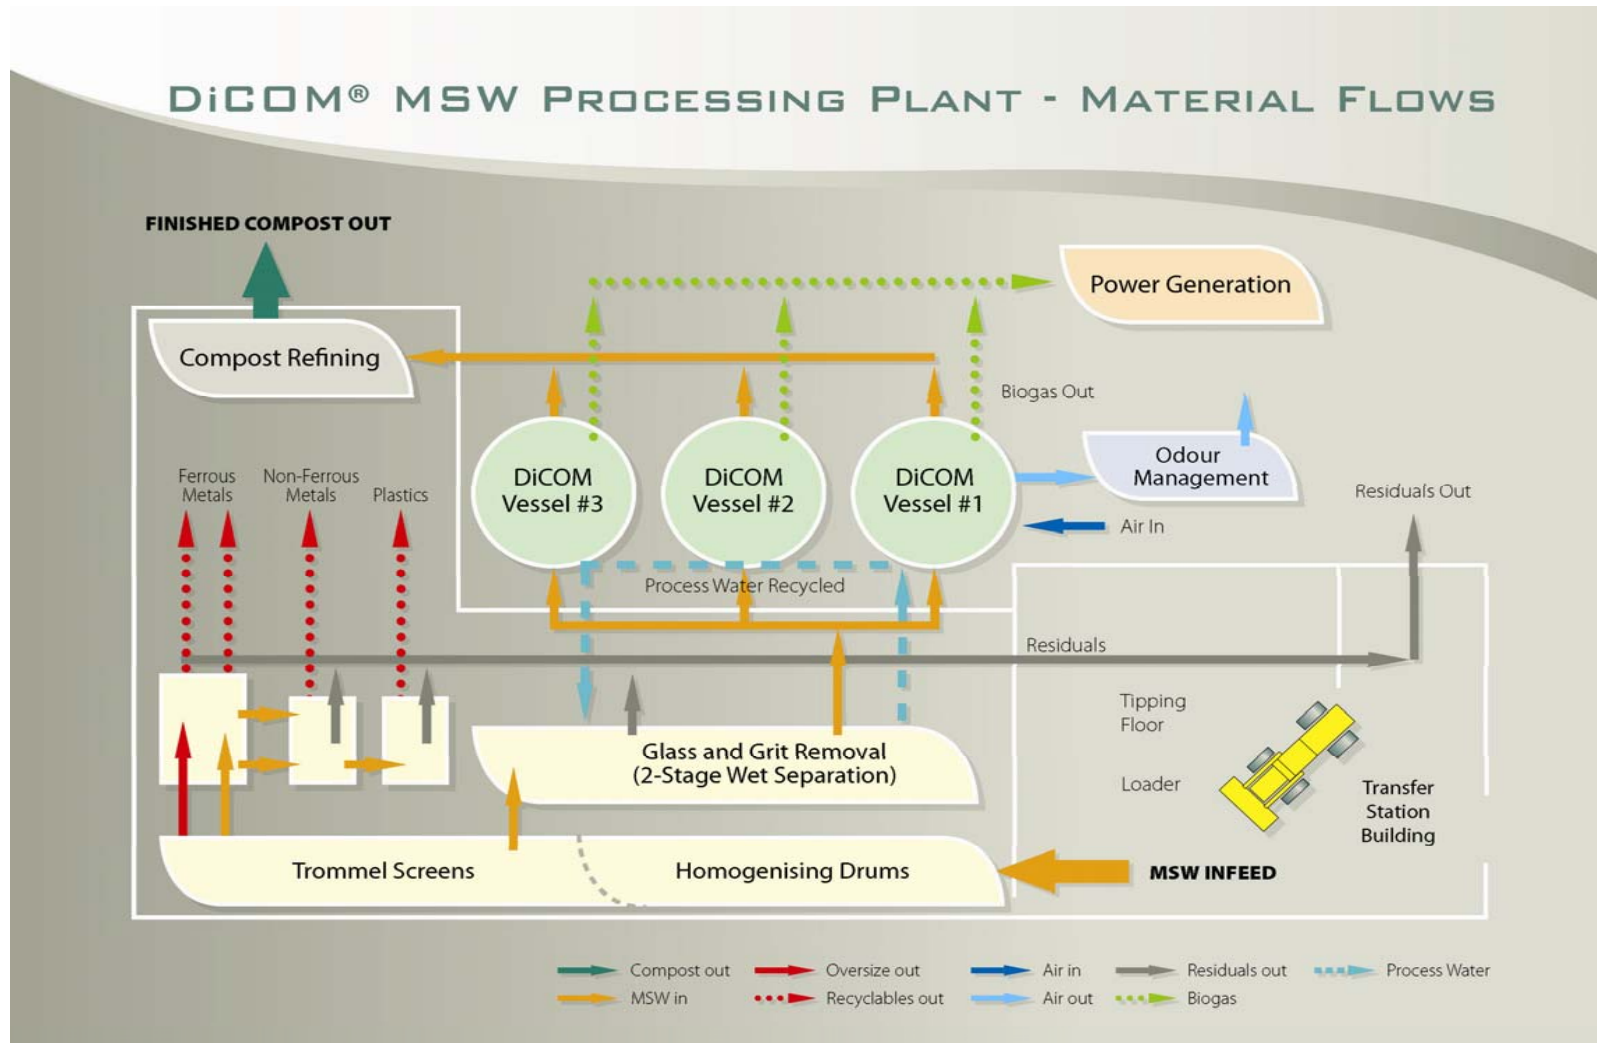 DiCOM® MSW Processing Plant - Material Flows
FINISHED COMPOST OUT
Power Generation
Compost Refining
Biogas Out
Odour
Management
DiCOM
Vessel #3
DiCOM
Vessel #2
DiCOM
Vessel #1
Ferrous
Metals
Non-Ferrous
Metals
Plastics
Residuals Out
Air In
Process Water Recycled
Residuals
Tipping
Floor
Glass and Grit Removal
(2-Stage Wet Separation)
Loader
Transfer
Station
Building
Trommel Screens
Homogenising Drums
MSW INFEED
Compost out
Oversize out
Air in
Residuals out
Process Water
MSW in
Recyclables out
Air out
Biogas